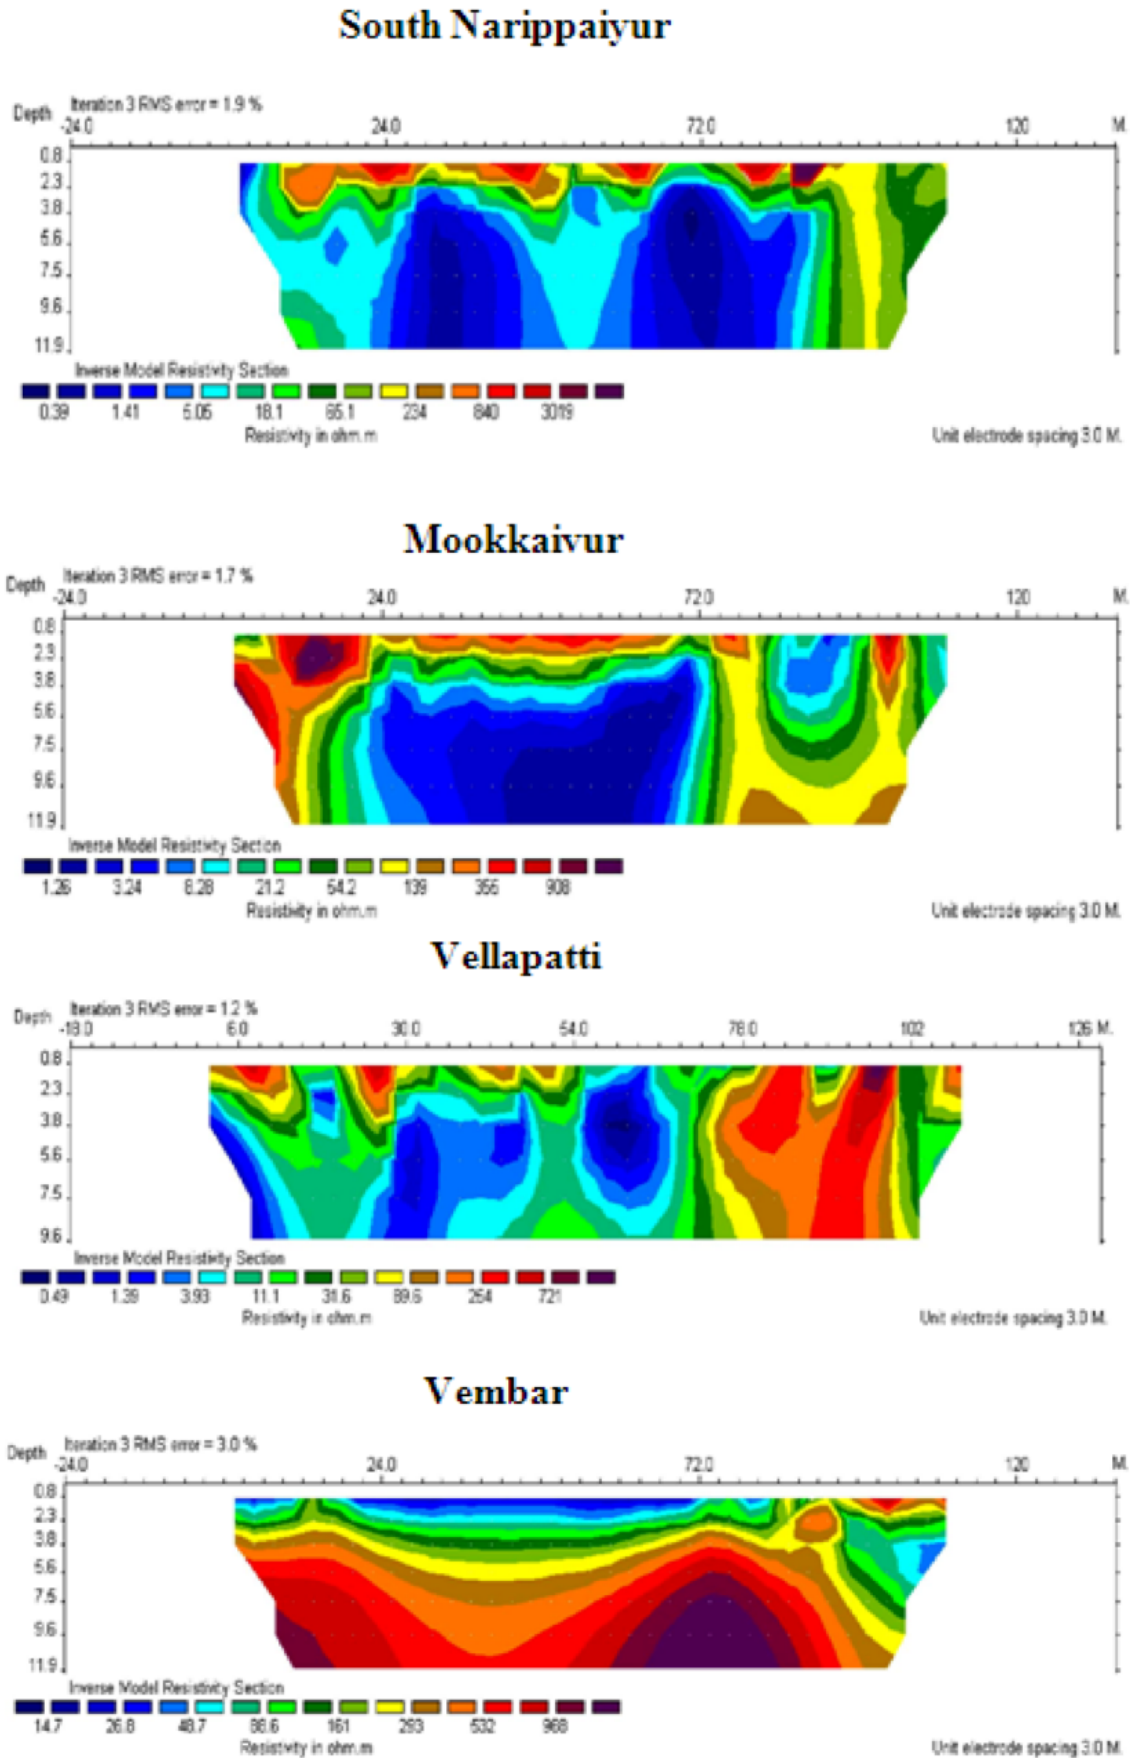 South Narippaiyur
Depth Iteration 3 RMS error = 1.9 %
-24.0 24.0 72.0 120 M.
0.8
2.3
3.8
5.6
7.5
9.6
11.9
Inverse Model Resistivity Section
0.39 1.41 5.05 18.1 65.1 234 840 3019
Resistivity in ohm.m Unit electrode spacing 3.0 M.
Mookkaivur
Depth Iteration 3 RMS error = 1.7 %
-24.0 24.0 72.0 120 M.
0.8
2.3
3.8
5.6
7.5
9.6
11.9
Inverse Model Resistivity Section
1.26 3.24 8.28 21.2 54.2 139 355 908
Resistivity in ohm.m Unit electrode spacing 3.0 M.
Vellapatti
Depth Iteration 3 RMS error = 1.2 %
-18.0 6.0 30.0 54.0 78.0 102 126 M.
0.8
2.3
3.8
5.6
7.5
9.6
Inverse Model Resistivity Section
0.49 1.39 3.93 11.1 31.6 89.6 254 721
Resistivity in ohm.m Unit electrode spacing 3.0 M.
Vembar
Depth Iteration 3 RMS error = 3.0 %
-24.0 24.0 72.0 120 M.
0.8
2.3
3.8
5.6
7.5
9.6
11.9
Inverse Model Resistivity Section
14.7 26.8 48.7 88.6 161 293 532 968
Resistivity in ohm.m Unit electrode spacing 3.0 M.